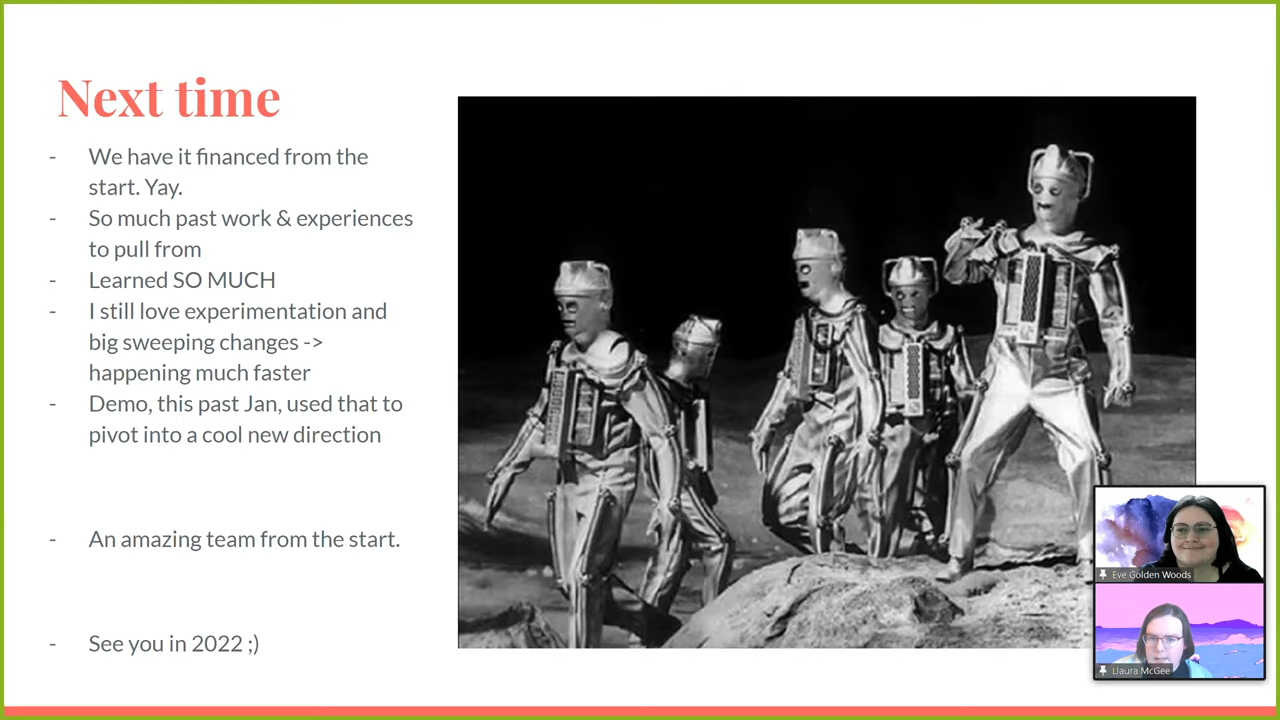 Next time
- We have it financed from the
start. Yay.
- So much past work & experiences
to pull from
- Learned SO MUCH
- I still love experimentation and
big sweeping changes ->
happening much faster
- Demo, this past Jan, used that to
pivot into a cool new direction
- An amazing team from the start.
- See you in 2022 ;)
Eve Golden Woods
Llaura McGee